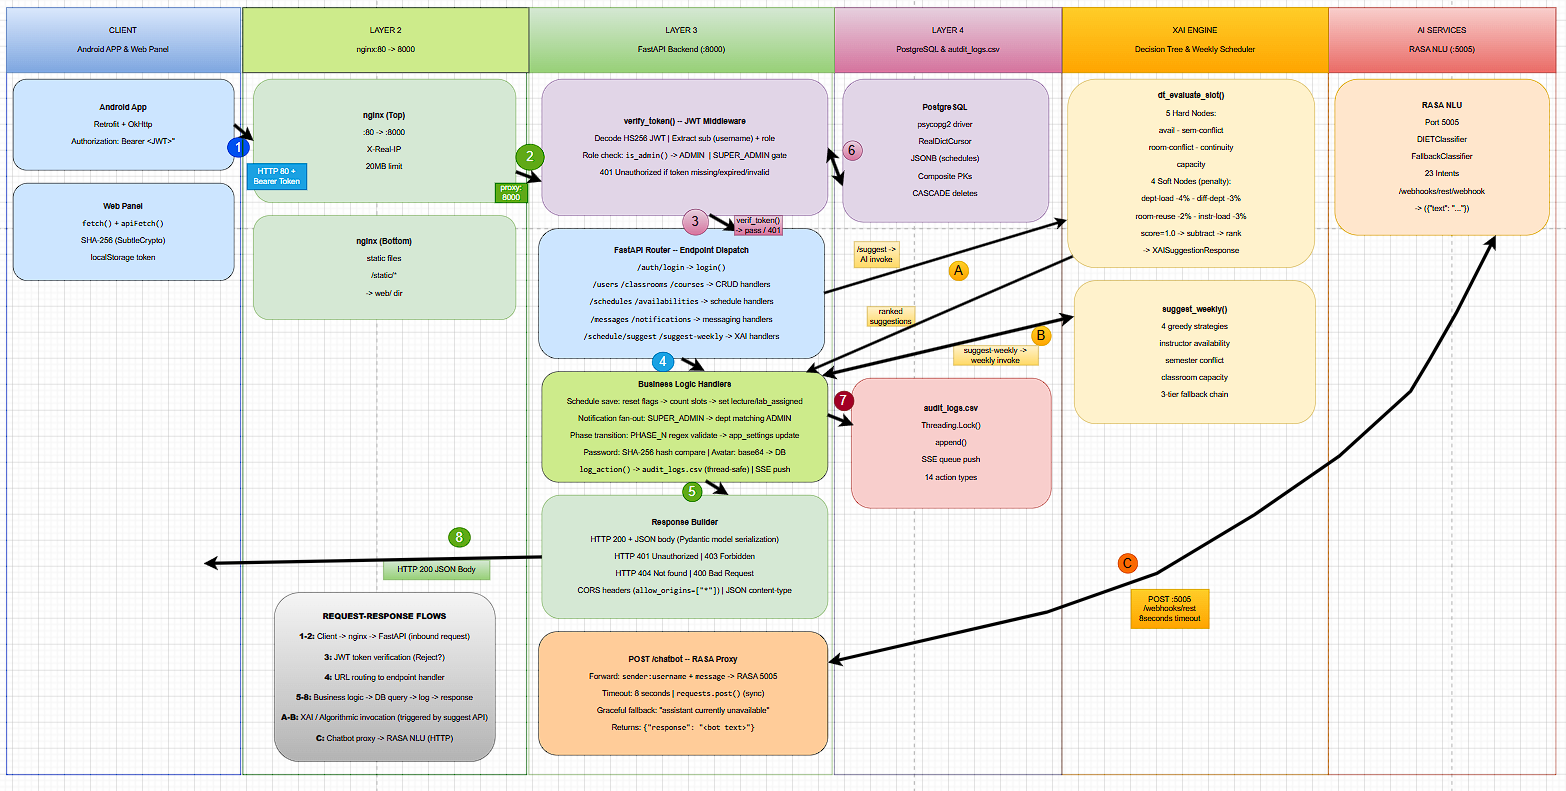 CLIENT
Android APP & Web Panel
LAYER 2
nginx:80 -> 8000
LAYER 3
FastAPI Backend (:8000)
LAYER 4
PostgreSQL & autdit_logs.csv
XAI ENGINE
Decision Tree & Weekly Scheduler
AI SERVICES
RASA NLU (:5005)
Android App
Retrofit + OkHttp
Authorization: Bearer <JWT>"
1
HTTP 80 +
Bearer Token
Web Panel
fetch() + apiFetch()
SHA-256 (SubtleCrypto)
localStorage token
nginx (Top)
:80 -> :8000
X-Real-IP
20MB limit
2
proxy:
8000
nginx (Bottom)
static files
/static/*
-> web/ dir
verify_token() -- JWT Middleware
Decode HS256 JWT | Extract sub (username) + role
Role check: is_admin() -> ADMIN | SUPER_ADMIN gate
401 Unauthorized if token missing/expired/invalid
3
verif_token()
-> pass / 401
FastAPI Router -- Endpoint Dispatch
/auth/login -> login()
/users /classrooms /courses -> CRUD handlers
/schedules /availabilities -> schedule handlers
/messages /notifications -> messaging handlers
/schedule/suggest /suggest-weekly -> XAI handlers
4
Business Logic Handlers
Schedule save: reset flags -> count slots -> set lecture/lab_assigned
Notification fan-out: SUPER_ADMIN -> dept matching ADMIN
Phase transition: PHASE_N regex validate -> app_settings update
Password: SHA-256 hash compare | Avatar: base64 -> DB
log_action() -> audit_logs.csv (thread-safe) | SSE push
5
Response Builder
HTTP 200 + JSON body (Pydantic model serialization)
HTTP 401 Unauthorized | 403 Forbidden
HTTP 404 Not found | 400 Bad Request
CORS headers (allow_origins=["*"]) | JSON content-type
8
HTTP 200 JSON Body
POST /chatbot -- RASA Proxy
Forward: sender:username + message -> RASA 5005
Timeout: 8 seconds | requests.post() (sync)
Graceful fallback: "assistant currently unavailable"
Returns: {"response": "<bot text>"}
6
PostgreSQL
psycopg2 driver
RealDictCursor
JSONB (schedules)
Composite PKs
CASCADE deletes
/suggest ->
AI invoke
A
ranked
suggestions
B
suggest-weekly ->
weekly invoke
7
audit_logs.csv
Threading.Lock()
append()
SSE queue push
14 action types
dt_evaluate_slot()
5 Hard Nodes:
avail - sem-conflict
room-conflict - continuity
capacity
4 Soft Nodes (penalty):
dept-load -4% - diff-dept -3%
room-reuse -2% - instr-load -3%
score=1.0 -> subtract -> rank
-> XAISuggestionResponse
suggest_weekly()
4 greedy strategies
instructor availability
semester conflict
classroom capacity
3-tier fallback chain
RASA NLU
Port 5005
DIETClassifier
FallbackClassifier
23 Intents
/webhooks/rest/webhook
-> ({"text": "..."})
C
POST :5005
/webhooks/rest
8seconds timeout
REQUEST-RESPONSE FLOWS
1-2: Client -> nginx -> FastAPI (inbound request)
3: JWT token verification (Reject?)
4: URL routing to endpoint handler
5-8: Business logic -> DB query -> log -> response
A-B: XAI / Algorithmic invocation (triggered by suggest API)
C: Chatbot proxy -> RASA NLU (HTTP)